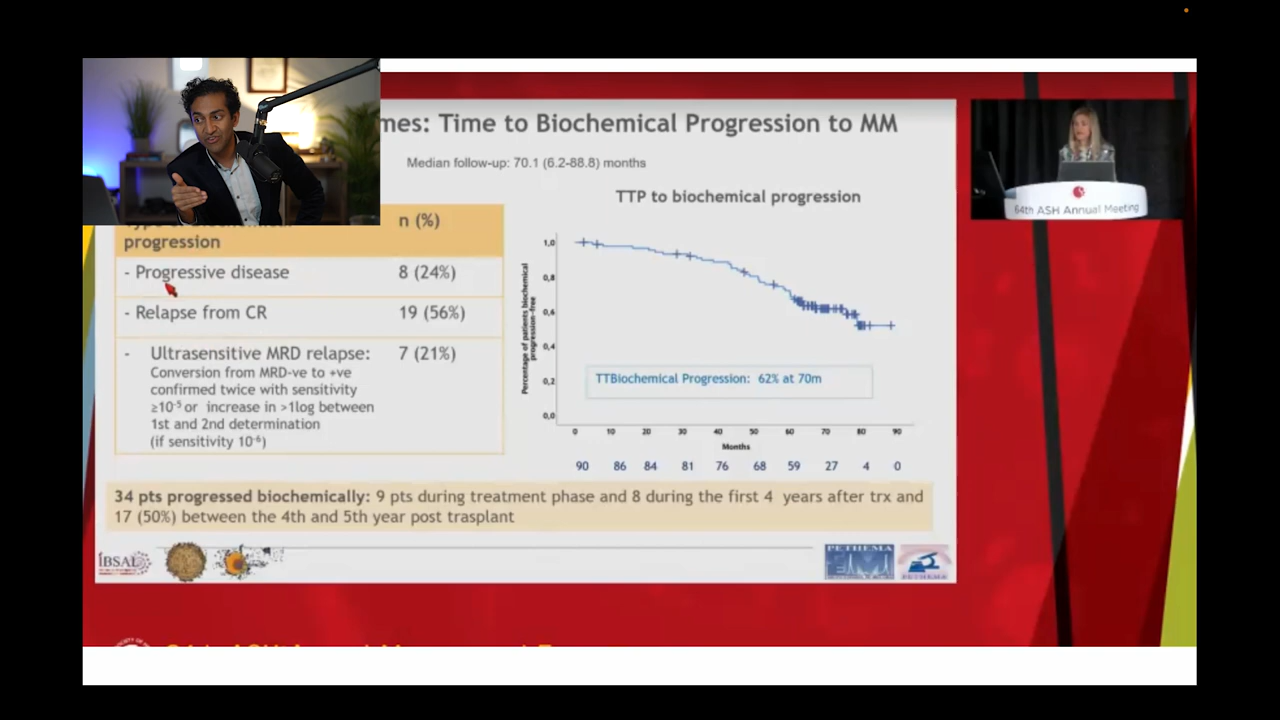 mes: Time to Biochemical Progression to MM
Median follow-up: 70.1 (6.2-88.8) months
n (%)
progression
- Progressive disease 8 (24%)
- Relapse from CR 19 (56%)
- Ultrasensitive MRD relapse: 7 (21%)
Conversion from MRD-ve to +ve
confirmed twice with sensitivity
≥10⁻⁵ or increase in >1log between
1st and 2nd determination
(if sensitivity 10⁻⁶)
TTP to biochemical progression
Percentage of patients biochemical
progression-free
1,0
0,8
0,6
0,4
0,2
0,0
TTBiochemical Progression: 62% at 70m
0 10 20 30 40 50 60 70 80 90
Months
90 86 84 81 76 68 59 27 4 0
34 pts progressed biochemically: 9 pts during treatment phase and 8 during the first 4 years after trx and
17 (50%) between the 4th and 5th year post trasplant
IBSAL
PETHEMA
PETHEMA
64th ASH Annual Meeting